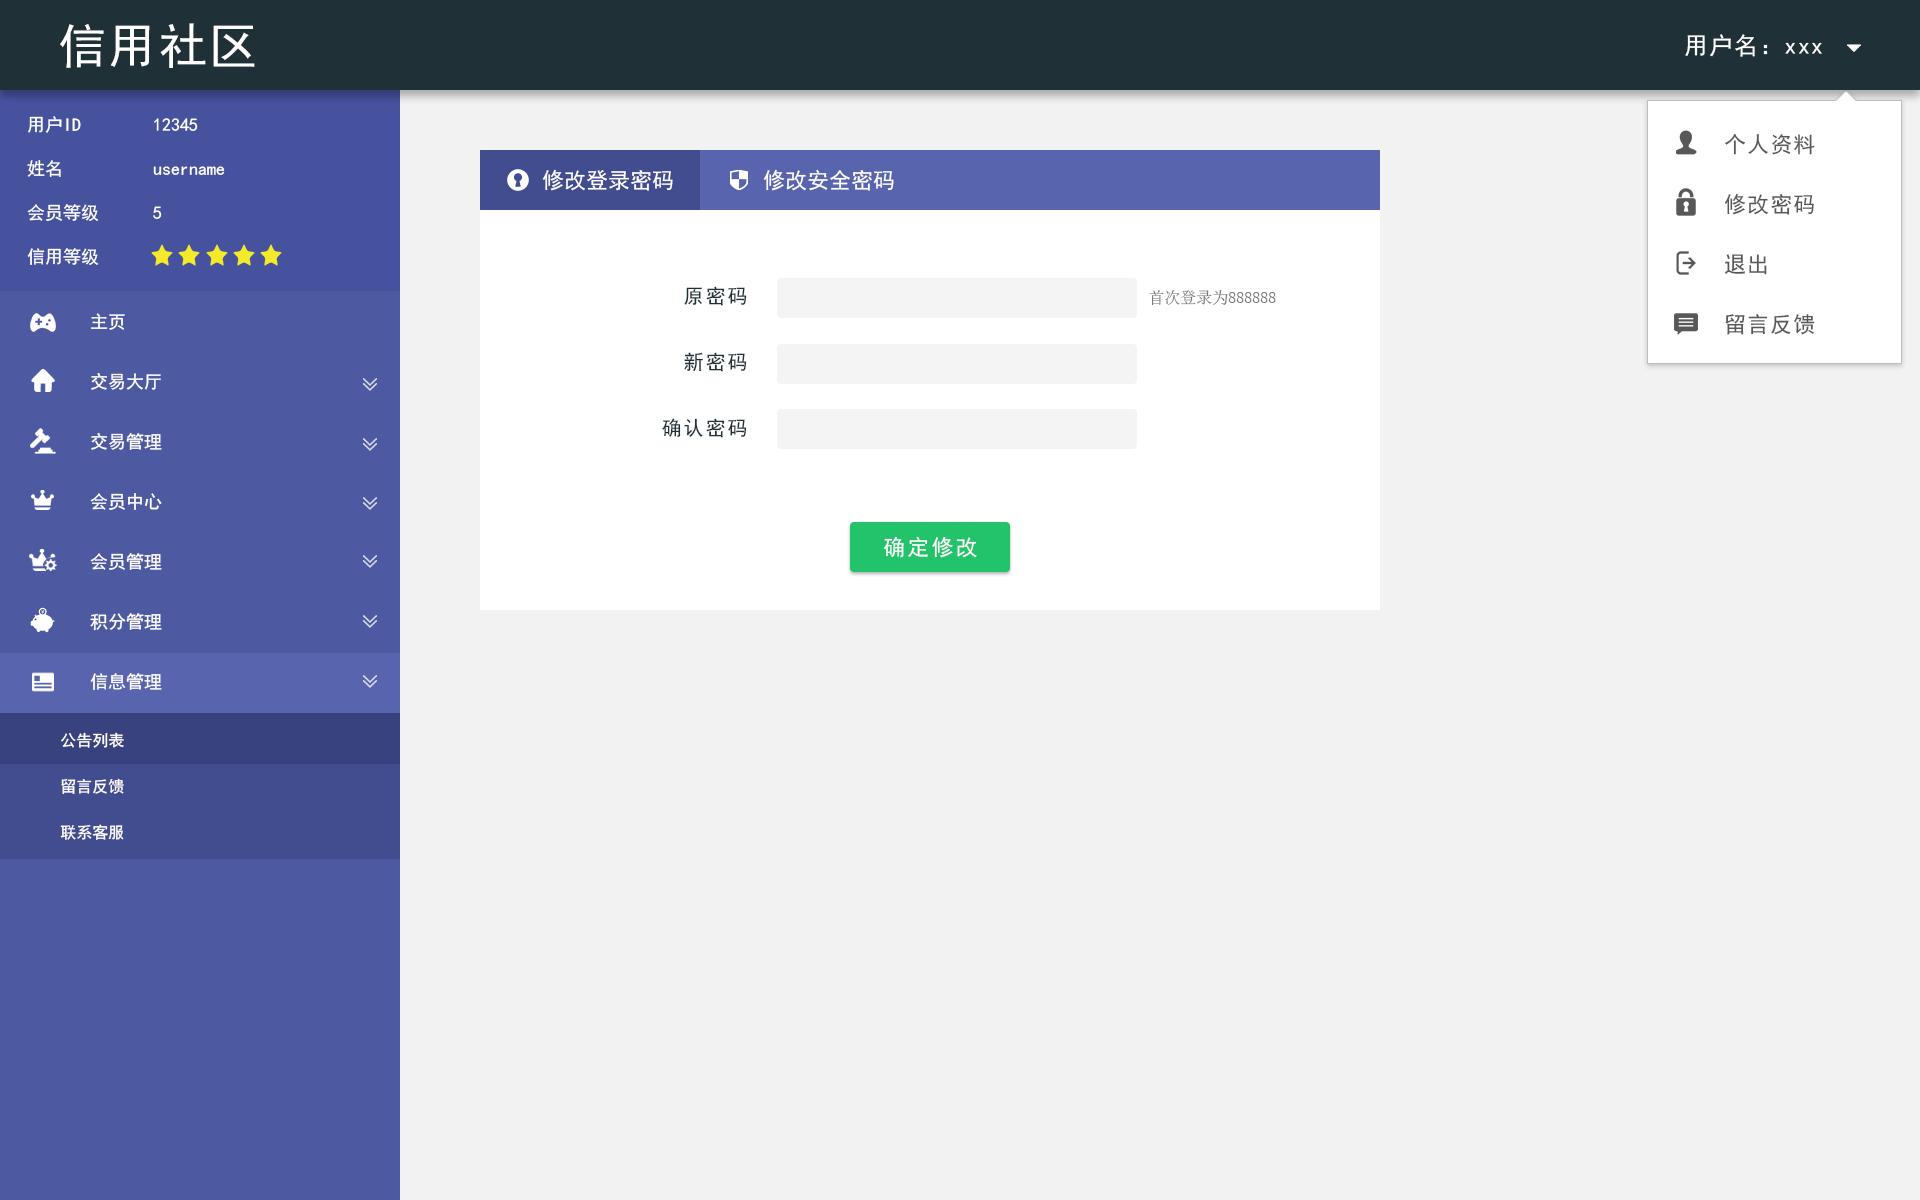 信用社区
用户名：xxx
用户ID 12345
姓名 username
会员等级 5
信用等级
主页
交易大厅
交易管理
会员中心
会员管理
积分管理
信息管理
公告列表
留言反馈
联系客服
修改登录密码 修改安全密码
原密码 首次登录为888888
新密码
确认密码
确定修改
个人资料
修改密码
退出
留言反馈